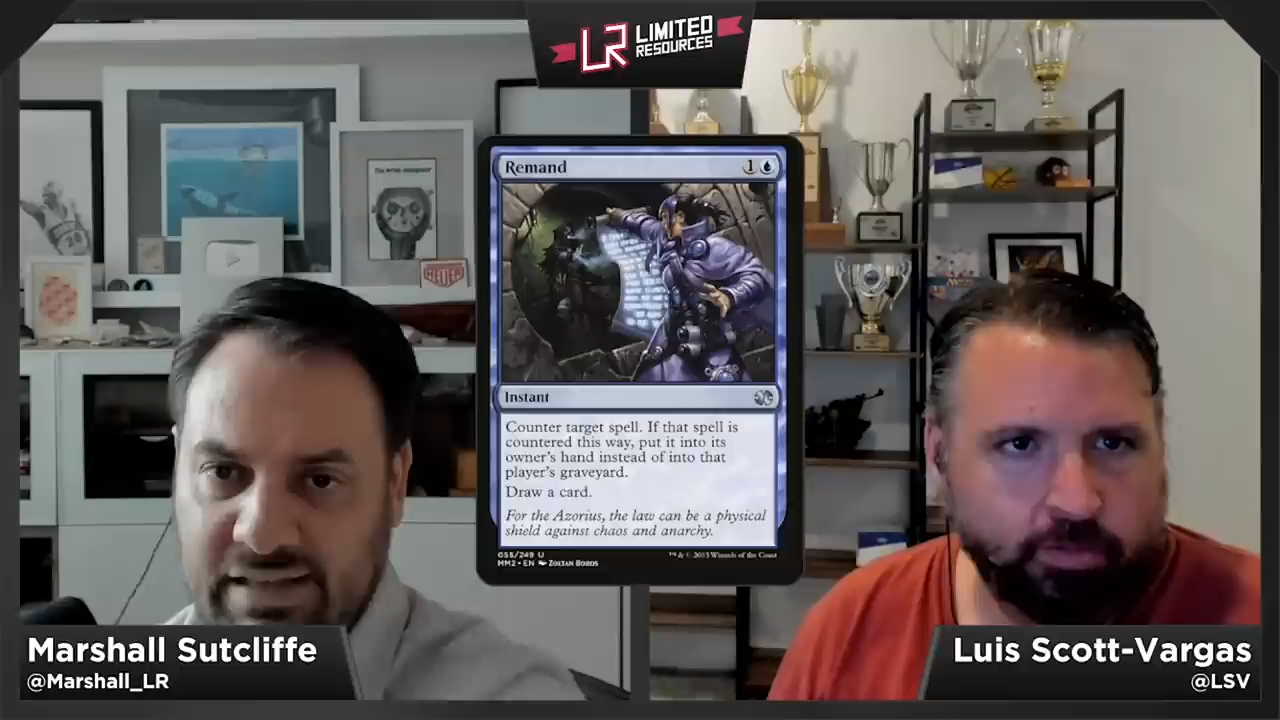 LR LIMITED
RESOURCES
Remand 1
Instant
Counter target spell. If that spell is
countered this way, put it into its
owner's hand instead of into that
player's graveyard.
Draw a card.
For the Azorius, the law can be a physical
shield against chaos and anarchy.
055/249 U
MM2 • EN ZOLTAN BOROS
™ & © 2015 Wizards of the Coast
HEUER
20
Marshall Sutcliffe
@Marshall_LR
Luis Scott-Vargas
@LSV